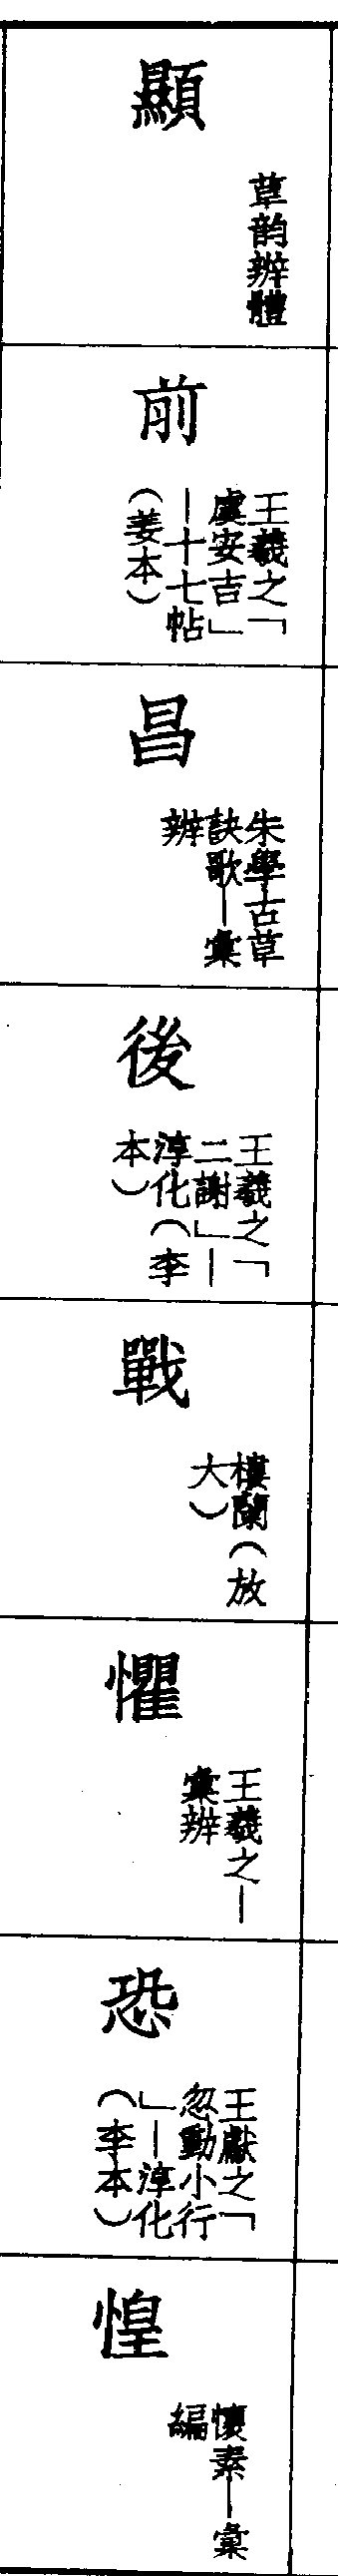 顯
草韵辨體
前
王羲之「
虞安吉」
—十七帖
（姜本）
昌
朱學古草
訣歌—彙
辨
後
王羲之「
二謝」—
淳化（李
本）
戰
樓蘭（放
大）
懼
王羲之—
彙辨
恐
王獻之「
忽動小行
」—淳化
（李本）
惶
懷素—彙
編